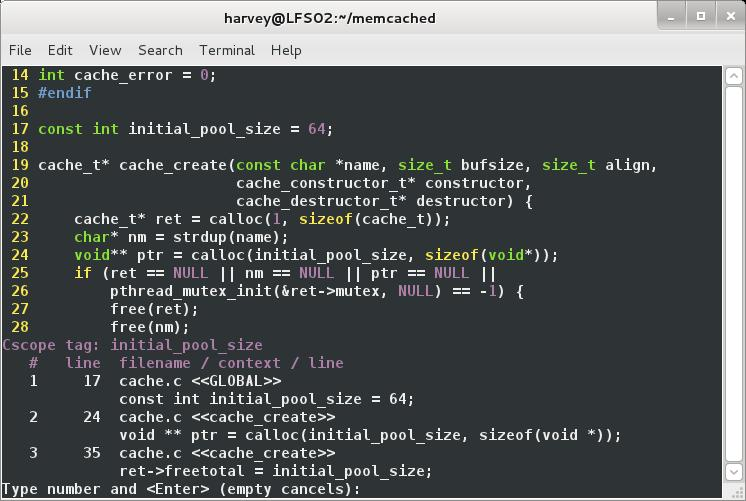 harvey@LFS02:~/memcached
File Edit View Search Terminal Help
14 int cache_error = 0;
15 #endif
16
17 const int initial_pool_size = 64;
18
19 cache_t* cache_create(const char *name, size_t bufsize, size_t align,
20                       cache_constructor_t* constructor,
21                       cache_destructor_t* destructor) {
22     cache_t* ret = calloc(1, sizeof(cache_t));
23     char* nm = strdup(name);
24     void** ptr = calloc(initial_pool_size, sizeof(void*));
25     if (ret == NULL || nm == NULL || ptr == NULL ||
26         pthread_mutex_init(&ret->mutex, NULL) == -1) {
27         free(ret);
28         free(nm);
Cscope tag: initial_pool_size
   #   line  filename / context / line
   1     17  cache.c <<GLOBAL>>
             const int initial_pool_size = 64;
   2     24  cache.c <<cache_create>>
             void ** ptr = calloc(initial_pool_size, sizeof(void *));
   3     35  cache.c <<cache_create>>
             ret->freetotal = initial_pool_size;
Type number and <Enter> (empty cancels):